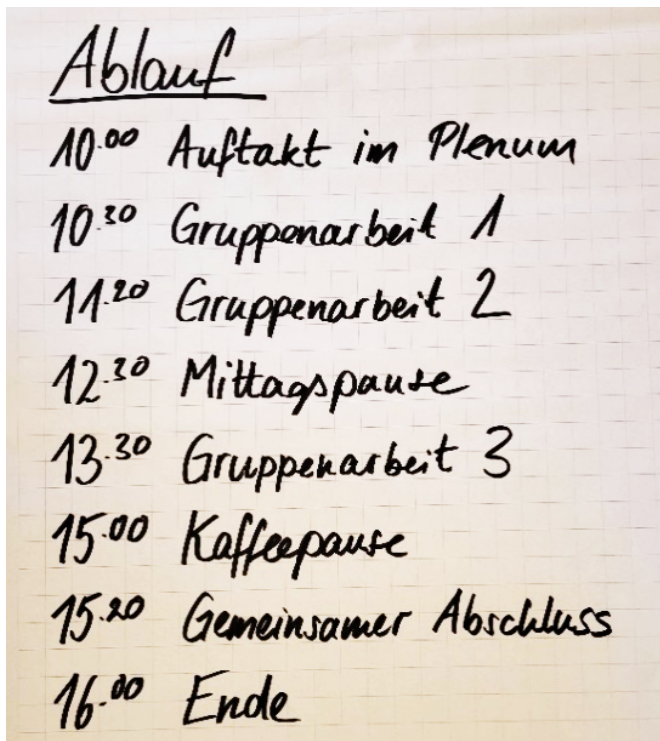 Ablauf
10.00 Auftakt im Plenum
10.30 Gruppenarbeit 1
11.20 Gruppenarbeit 2
12.30 Mittagspause
13.30 Gruppenarbeit 3
15.00 Kaffeepause
15.20 Gemeinsamer Abschluss
16.00 Ende